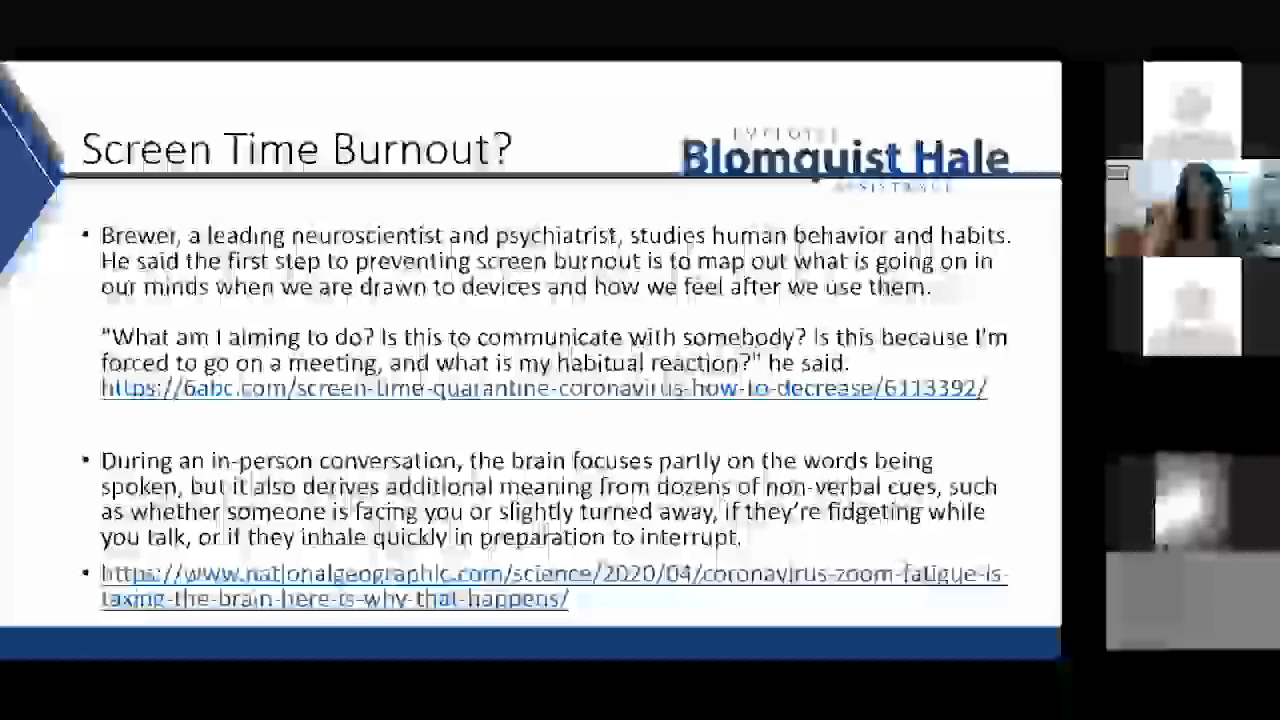 Screen Time Burnout?
EMPLOYEE
Blomquist Hale
ASSISTANCE
• Brewer, a leading neuroscientist and psychiatrist, studies human behavior and habits.
He said the first step to preventing screen burnout is to map out what is going on in
our minds when we are drawn to devices and how we feel after we use them.
"What am I aiming to do? Is this to communicate with somebody? Is this because I'm
forced to go on a meeting, and what is my habitual reaction?" he said.
https://6abc.com/screen-time-quarantine-coronavirus-how-to-decrease/6113392/
• During an in-person conversation, the brain focuses partly on the words being
spoken, but it also derives additional meaning from dozens of non-verbal cues, such
as whether someone is facing you or slightly turned away, if they're fidgeting while
you talk, or if they inhale quickly in preparation to interrupt.
• https://www.nationalgeographic.com/science/2020/04/coronavirus-zoom-fatigue-is-
taxing-the-brain-here-is-why-that-happens/